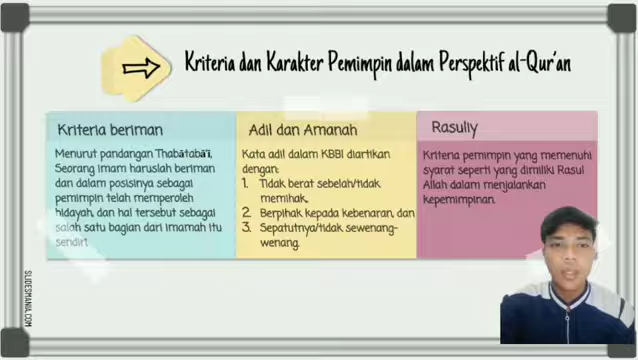 Kriteria dan Karakter Pemimpin dalam Perspektif al-Qur'an
Kriteria beriman
Menurut pandangan Thabātabā'i,
Seorang imam haruslah beriman
dan dalam posisinya sebagai
pemimpin telah memperoleh
hidayah, dan hal tersebut sebagai
salah satu bagian dari imamah itu
sendiri.
Adil dan Amanah
Kata adil dalam KBBI diartikan
dengan:
1. Tidak berat sebelah/tidak
memihak,
2. Berpihak kepada kebenaran, dan
3. Sepatutnya/tidak sewenang-
wenang.
Rasuliy
Kriteria pemimpin yang memenuhi
syarat seperti yang dimiliki Rasul
Allah dalam menjalankan
kepemimpinan.
SLIDESMANIA.COM